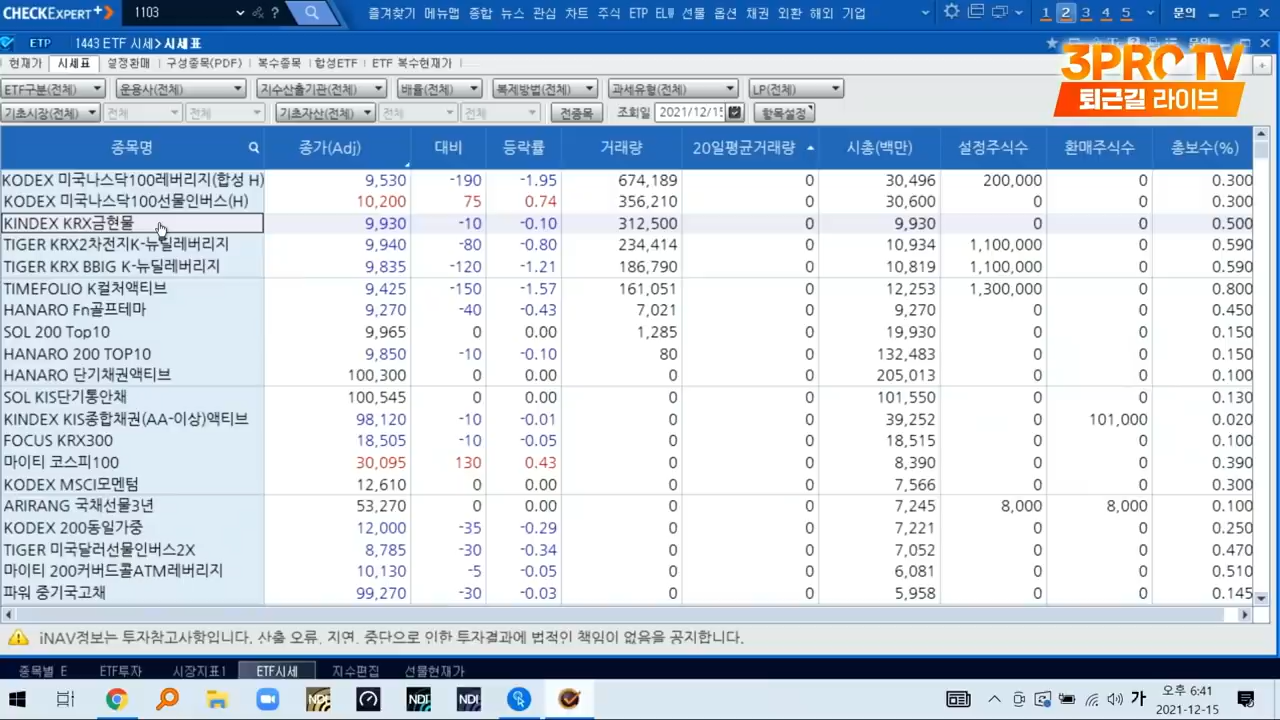 CHECK EXPERT+ 1103 ? 즐겨찾기 메뉴맵 종합 뉴스 관심 차트 주식 ETP ELW 선물 옵션 채권 외환 해외 기업 1 2 3 4 5 문의
ETP 1443 ETF 시세>시세표
현재가 시세표 설정환매 구성종목(PDF) 복수종목 합성ETF ETF 복수현재가
3PROTV
퇴근길 라이브
ETF구분(전체) 운용사(전체) 지수산출기관(전체) 배율(전체) 복제방법(전체) 과세유형(전체) LP(전체)
기초시장(전체) 전체 전체 기초자산(전체) 전체 전체 전종목 조회일 2021/12/15 항목설정
종목명 종가(Adj) 대비 등락률 거래량 20일평균거래량 시총(백만) 설정주식수 환매주식수 총보수(%)
KODEX 미국나스닥100레버리지(합성 H) 9,530 -190 -1.95 674,189 0 30,496 200,000 0 0.300
KODEX 미국나스닥100선물인버스(H) 10,200 75 0.74 356,210 0 30,600 0 0 0.300
KINDEX KRX금현물 9,930 -10 -0.10 312,500 0 9,930 0 0 0.500
TIGER KRX2차전지K-뉴딜레버리지 9,940 -80 -0.80 234,414 0 10,934 1,100,000 0 0.590
TIGER KRX BBIG K-뉴딜레버리지 9,835 -120 -1.21 186,790 0 10,819 1,100,000 0 0.590
TIMEFOLIO K컬처액티브 9,425 -150 -1.57 161,051 0 12,253 1,300,000 0 0.800
HANARO Fn골프테마 9,270 -40 -0.43 7,021 0 9,270 0 0 0.450
SOL 200 Top10 9,965 0 0.00 1,285 0 19,930 0 0 0.150
HANARO 200 TOP10 9,850 -10 -0.10 80 0 132,483 0 0 0.150
HANARO 단기채권액티브 100,300 0 0.00 0 0 205,013 0 0 0.100
SOL KIS단기통안채 100,545 0 0.00 0 0 101,550 0 0 0.130
KINDEX KIS종합채권(AA-이상)액티브 98,120 -10 -0.01 0 0 39,252 0 101,000 0.020
FOCUS KRX300 18,505 -10 -0.05 0 0 18,515 0 0 0.100
마이티 코스피100 30,095 130 0.43 0 0 8,390 0 0 0.390
KODEX MSCI모멘텀 12,610 0 0.00 0 0 7,566 0 0 0.300
ARIRANG 국채선물3년 53,270 0 0.00 0 0 7,245 8,000 8,000 0.100
KODEX 200동일가중 12,000 -35 -0.29 0 0 7,221 0 0 0.250
TIGER 미국달러선물인버스2X 8,785 -30 -0.34 0 0 7,052 0 0 0.470
마이티 200커버드콜ATM레버리지 10,130 -5 -0.05 0 0 6,081 0 0 0.510
파워 중기국고채 99,270 -30 -0.03 0 0 5,958 0 0 0.145
iNAV정보는 투자참고사항입니다. 산출 오류, 지연, 중단으로 인한 투자결과에 법적인 책임이 없음을 공지합니다.
종목별 E ETF투자 시장지표1 ETF시세 지수편집 선물현재가
NDI NDI NDI 가 오후 6:41
2021-12-15